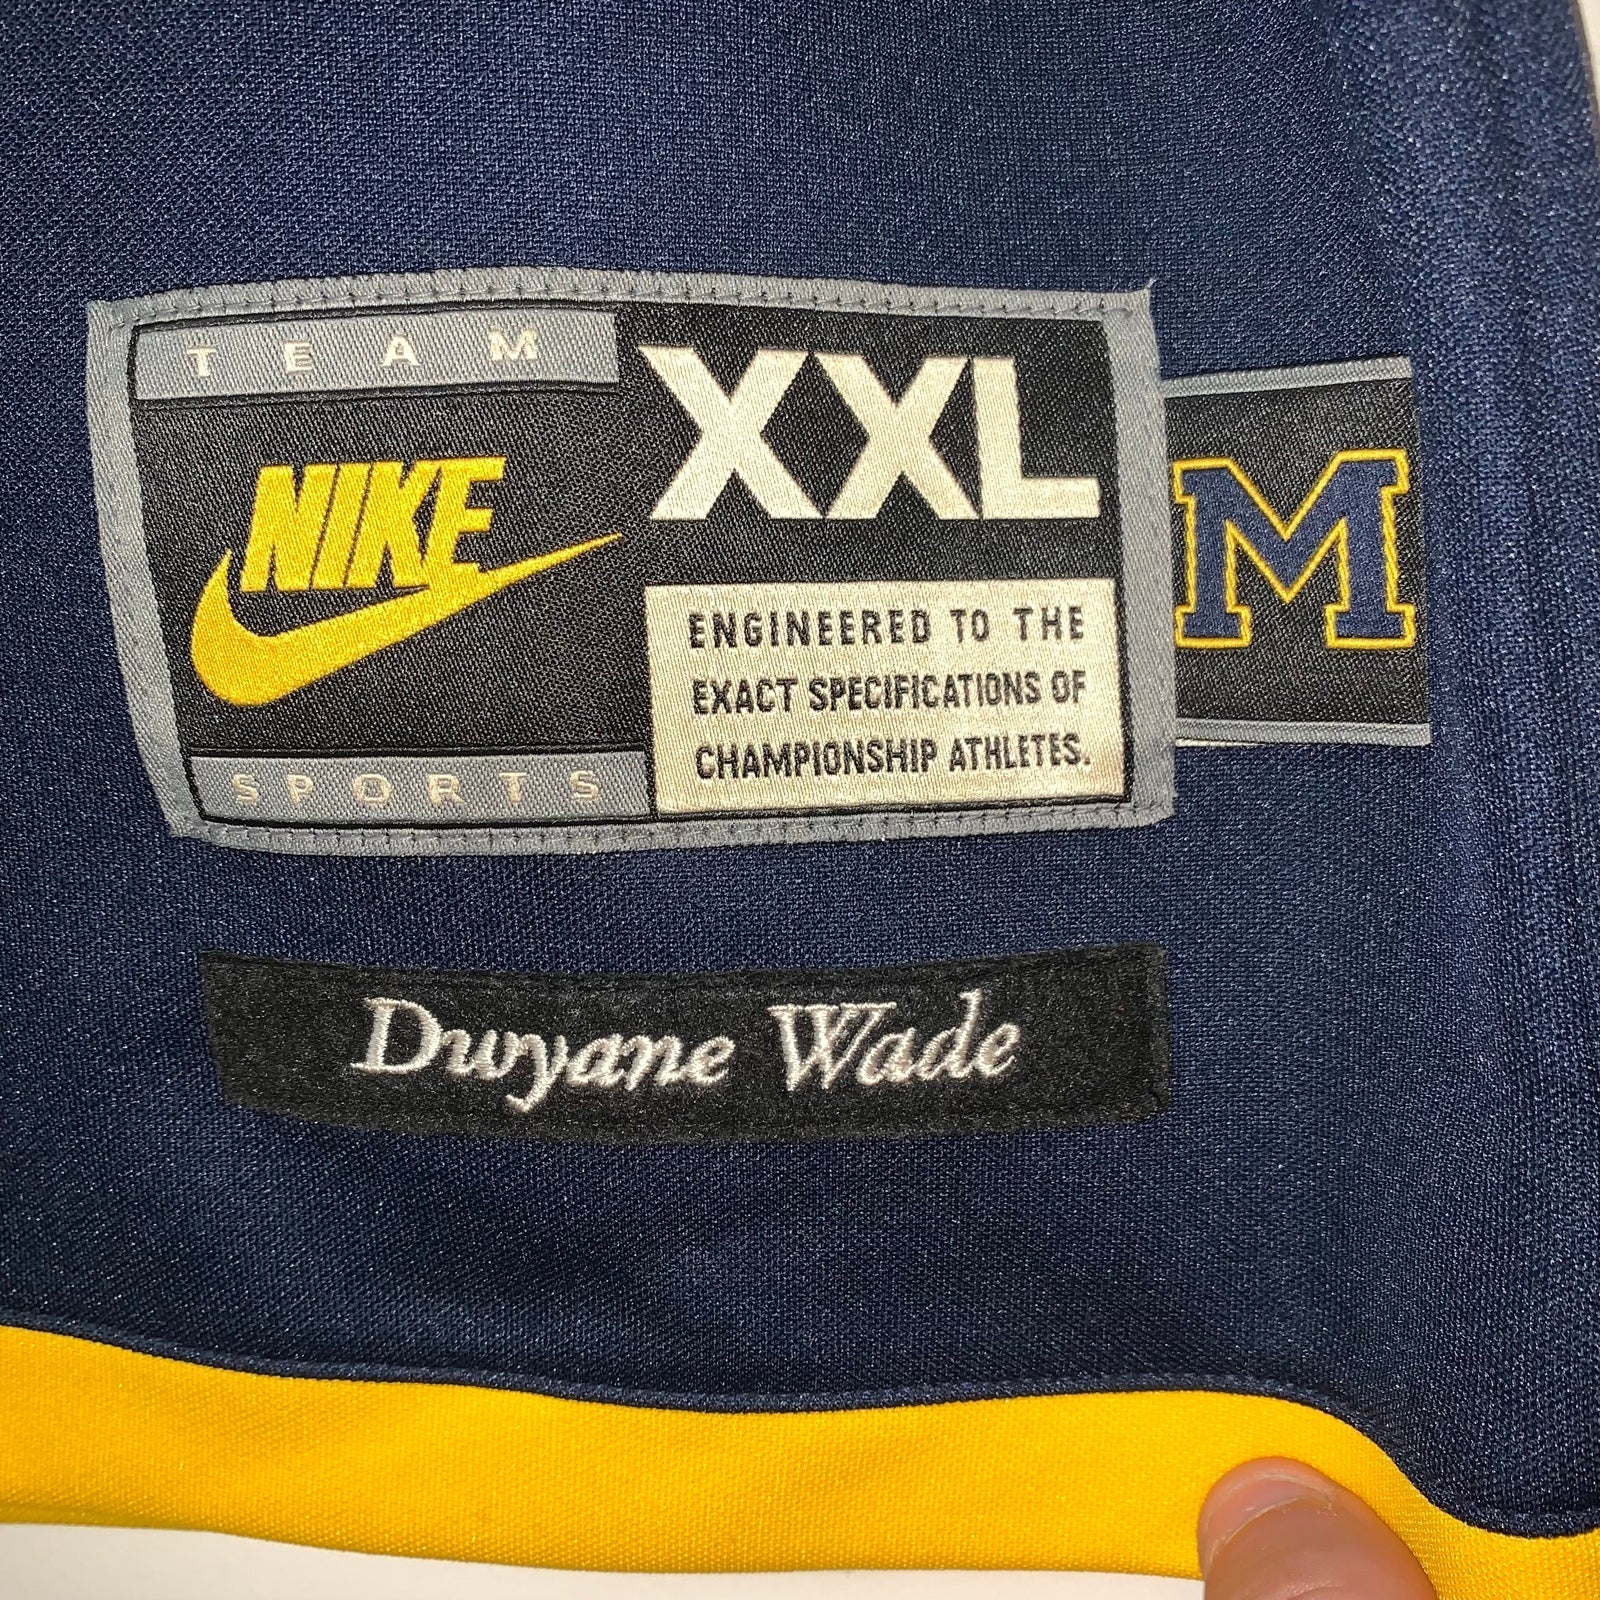 TEAM
NIKE
SPORTS
XXL
ENGINEERED TO THE
EXACT SPECIFICATIONS OF
CHAMPIONSHIP ATHLETES.
M
Dwyane Wade